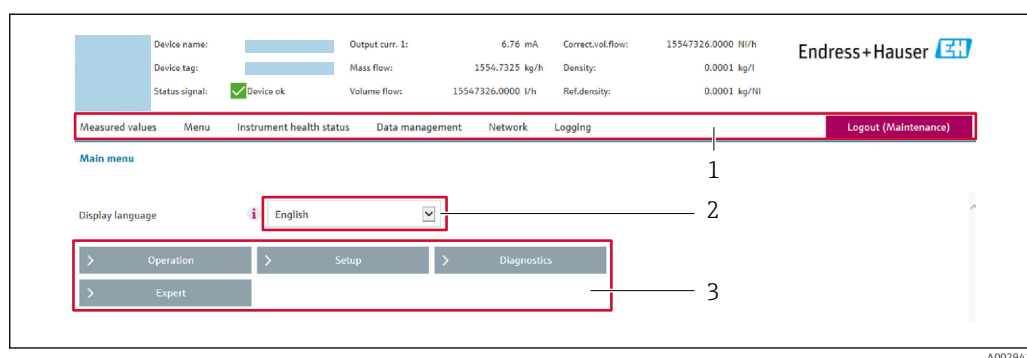 Device name: Output curr. 1: 6.76 mA Correct.vol.flow: 15547326.0000 Nl/h
Endress+Hauser EH
Device tag: Mass flow: 1554.7325 kg/h Density: 0.0001 kg/l
Status signal: Device ok Volume flow: 15547326.0000 l/h Ref.density: 0.0001 kg/Nl
Measured values Menu Instrument health status Data management Network Logging Logout (Maintenance)
1
Main menu
Display language i English 2
> Operation > Setup > Diagnostics
> Expert 3